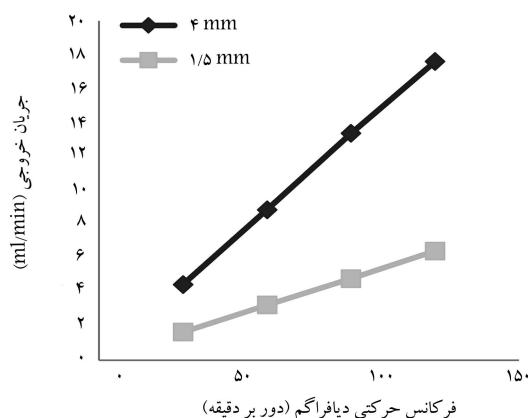 ۴ mm
۱/۵ mm
جریان خروجی (ml/min)
۲۰
۱۸
۱۶
۱۴
۱۲
۱۰
۸
۶
۴
۲
۰
۰ ۵۰ ۱۰۰ ۱۵۰
فرکانس حرکتی دیافراگم (دور بر دقیقه)